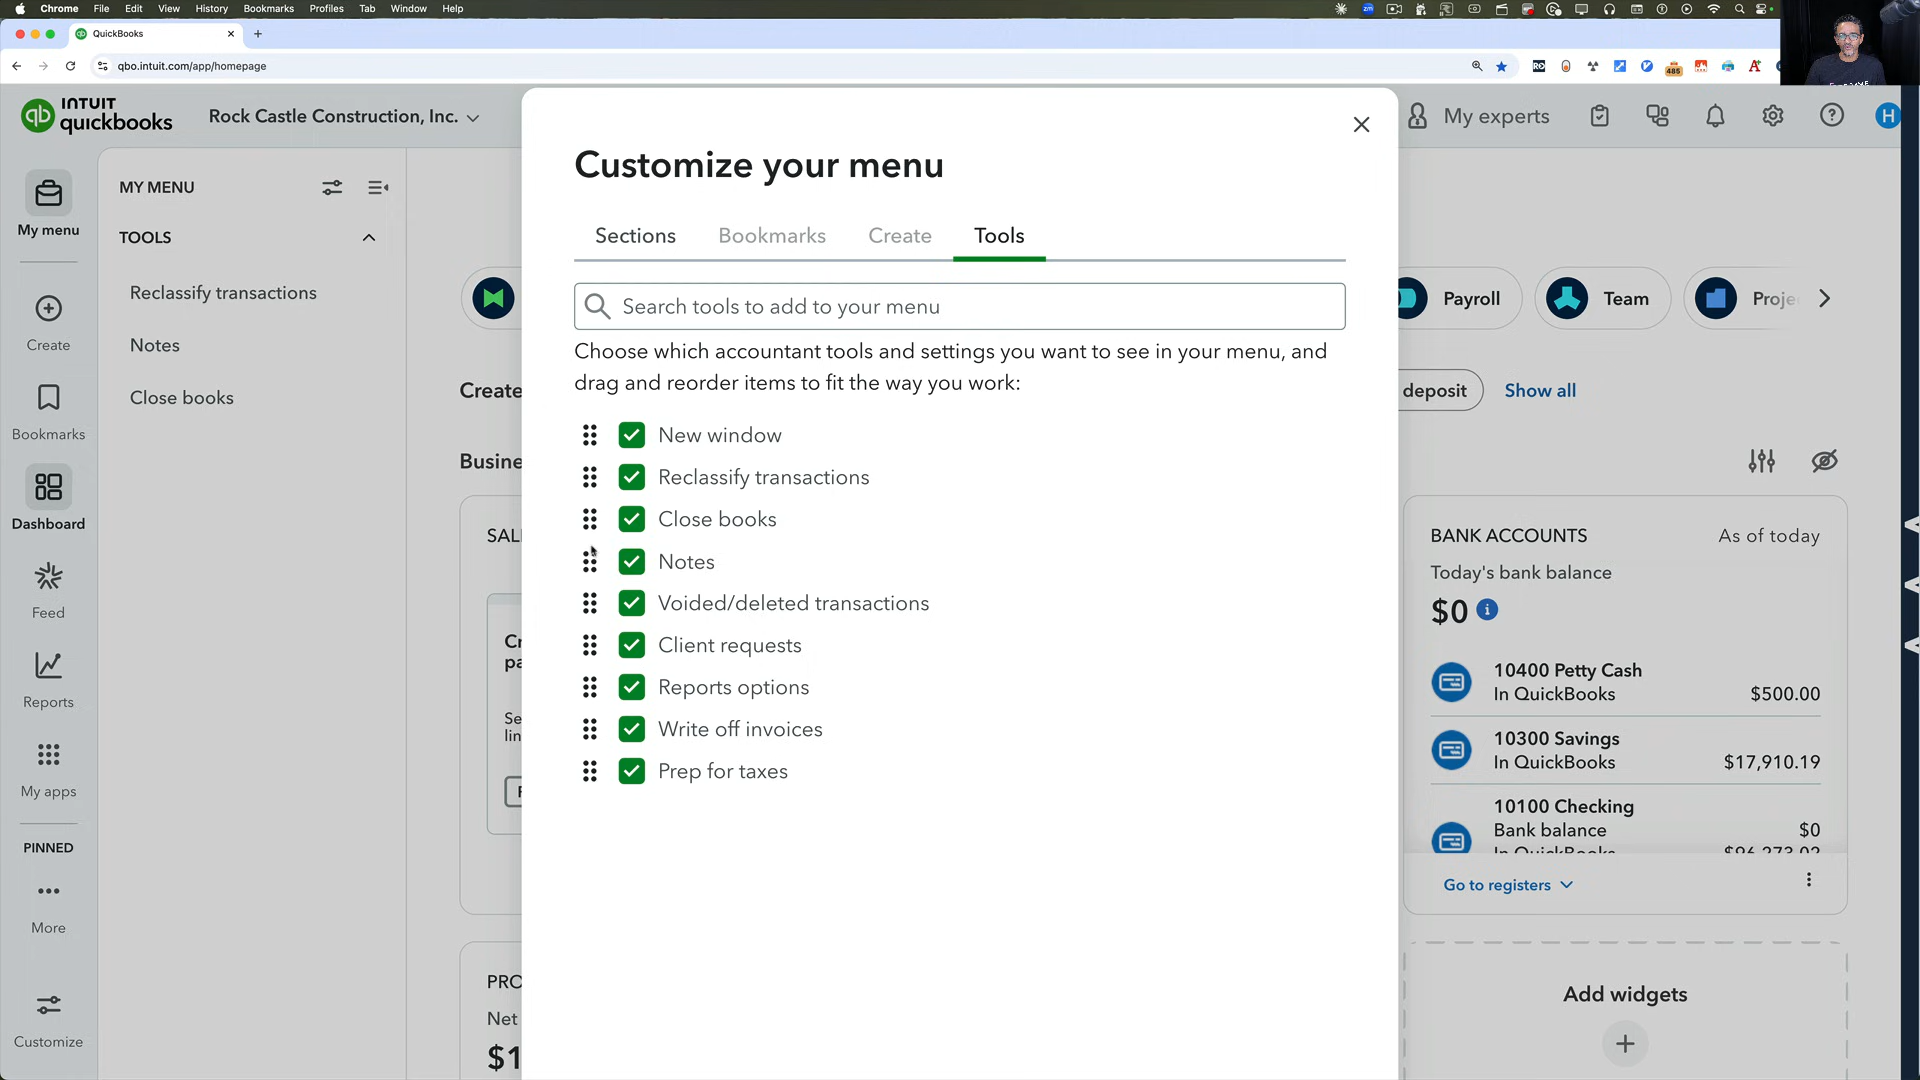 Chrome File Edit View History Bookmarks Profiles Tab Window Help
QuickBooks
qbo.intuit.com/app/homepage
485
INTUIT
quickbooks
Rock Castle Construction, Inc.
My experts
H
My menu
Create
Bookmarks
Dashboard
Feed
Reports
My apps
PINNED
More
Customize
MY MENU
TOOLS
Reclassify transactions
Notes
Close books
Customize your menu
Sections Bookmarks Create Tools
Search tools to add to your menu
Choose which accountant tools and settings you want to see in your menu, and
drag and reorder items to fit the way you work:
New window
Reclassify transactions
Close books
Notes
Voided/deleted transactions
Client requests
Reports options
Write off invoices
Prep for taxes
Payroll
Team
Create
deposit
Show all
BANK ACCOUNTS
As of today
Today's bank balance
$0
10400 Petty Cash
In QuickBooks $500.00
10300 Savings
In QuickBooks $17,910.19
10100 Checking
Bank balance $0
In QuickBooks $96,273.02
Go to registers
Net
Add widgets